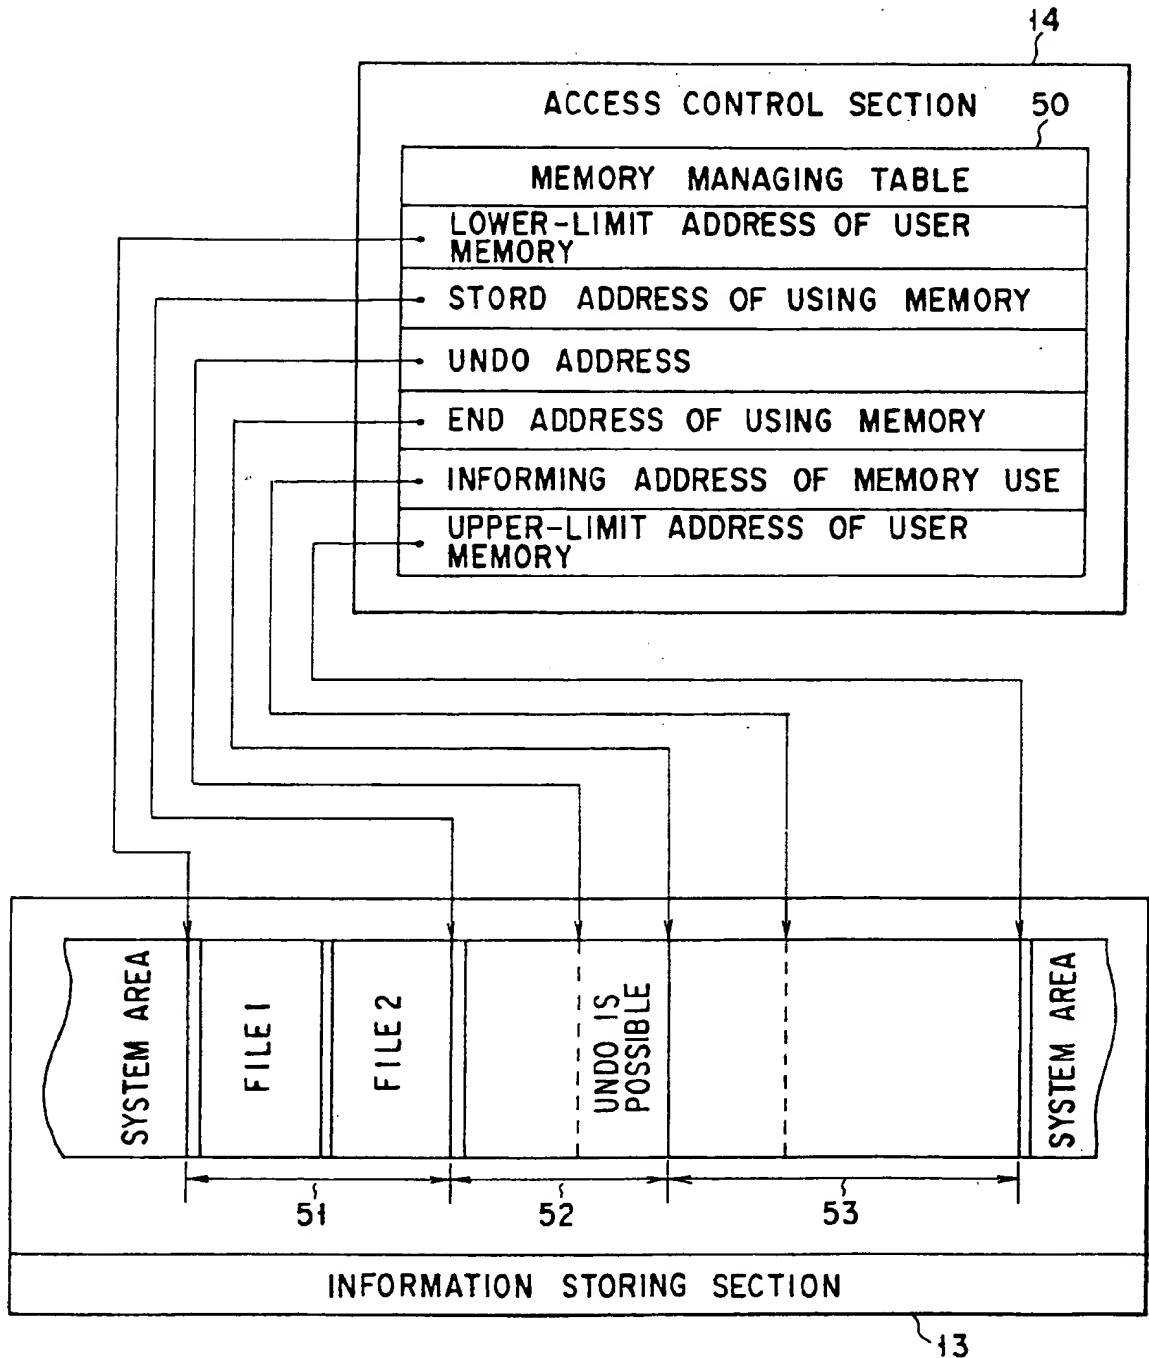 14
ACCESS CONTROL SECTION 50
MEMORY MANAGING TABLE
LOWER-LIMIT ADDRESS OF USER
MEMORY
STORD ADDRESS OF USING MEMORY
UNDO ADDRESS
END ADDRESS OF USING MEMORY
INFORMING ADDRESS OF MEMORY USE
UPPER-LIMIT ADDRESS OF USER
MEMORY
SYSTEM AREA
FILE 1
FILE 2
UNDO IS
POSSIBLE
SYSTEM AREA
51
52
53
INFORMATION STORING SECTION
13